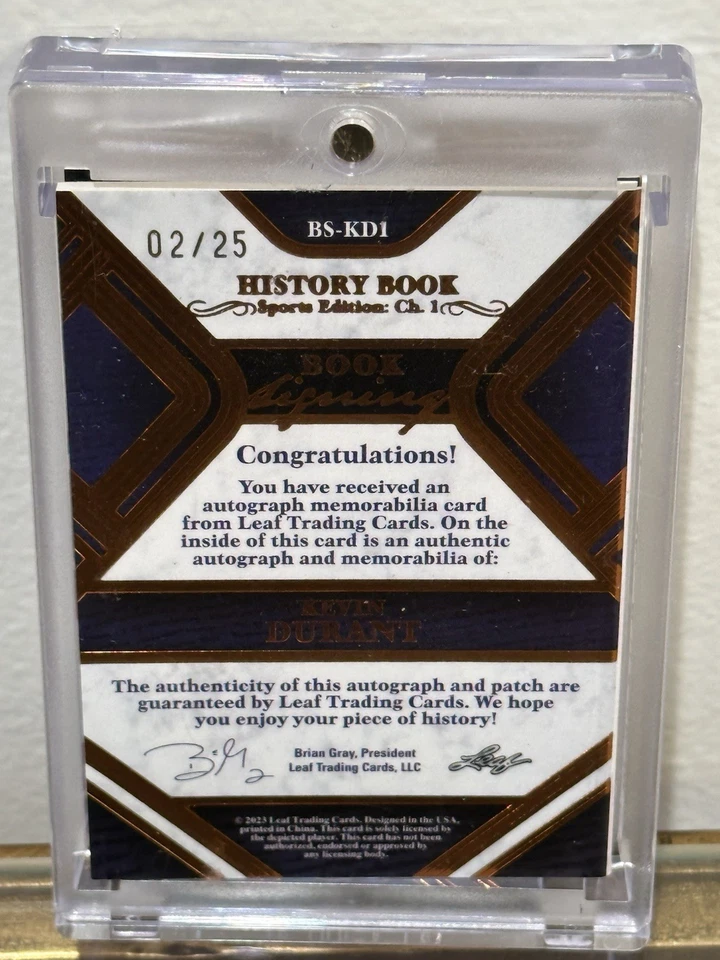 BS-KD1
02/25
HISTORY BOOK
Sports Edition: Ch. 1
BOOK
Signing
Congratulations!
You have received an
autograph memorabilia card
from Leaf Trading Cards. On the
inside of this card is an authentic
autograph and memorabilia of:
KEVIN
DURANT
The authenticity of this autograph and patch are
guaranteed by Leaf Trading Cards. We hope
you enjoy your piece of history!
Brian Gray, President
Leaf Trading Cards, LLC
Leaf
© 2023 Leaf Trading Cards. Designed in the USA,
printed in China. This card is solely licensed by
the depicted player. This card has not been
authorized, endorsed or approved by
any licensing body.